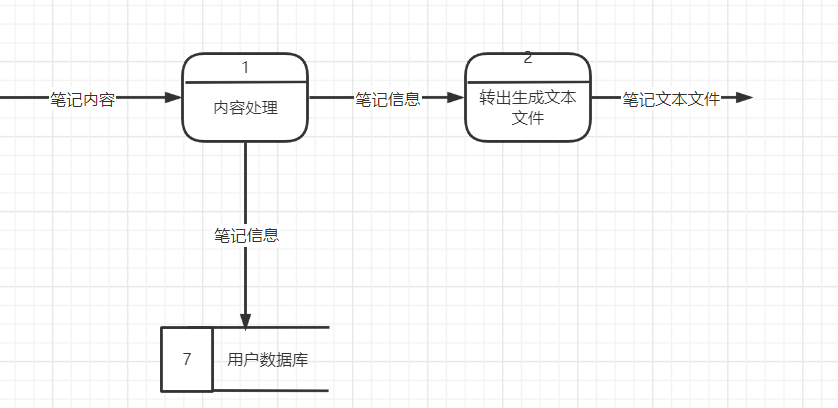 1
2
笔记内容
内容处理
笔记信息
转出生成文本
文件
笔记文本文件
笔记信息
7
用户数据库